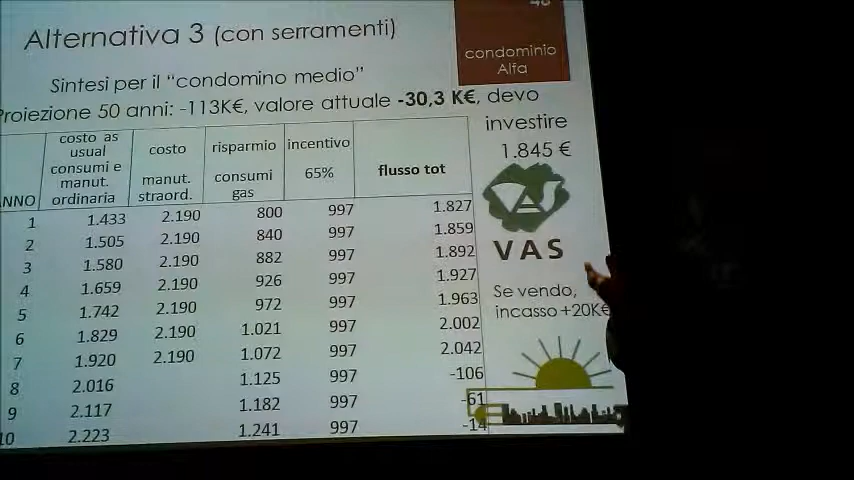 40
Alternativa 3 (con serramenti)
condominio
Alfa
Sintesi per il “condomino medio”
Proiezione 50 anni: -113K€, valore attuale -30,3 K€, devo
investire
1.845 €
ANNO costo as usual consumi e manut. ordinaria costo manut. straord. risparmio consumi gas incentivo 65% flusso tot
1 1.433 2.190 800 997 1.827
2 1.505 2.190 840 997 1.859
3 1.580 2.190 882 997 1.892
4 1.659 2.190 926 997 1.927
5 1.742 2.190 972 997 1.963
6 1.829 2.190 1.021 997 2.002
7 1.920 2.190 1.072 997 2.042
8 2.016 1.125 997 -106
9 2.117 1.182 997 -61
10 2.223 1.241 997 -14
VAS
VAS
Se vendo,
incasso +20K€